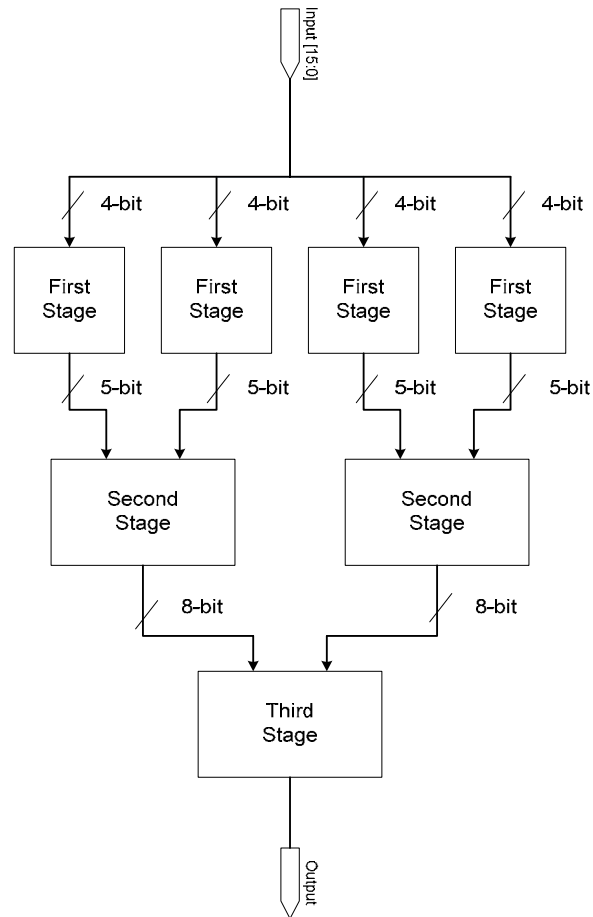 Input [15:0]
4-bit
4-bit
4-bit
4-bit
First
Stage
First
Stage
First
Stage
First
Stage
5-bit
5-bit
5-bit
5-bit
Second
Stage
Second
Stage
8-bit
8-bit
Third
Stage
Output